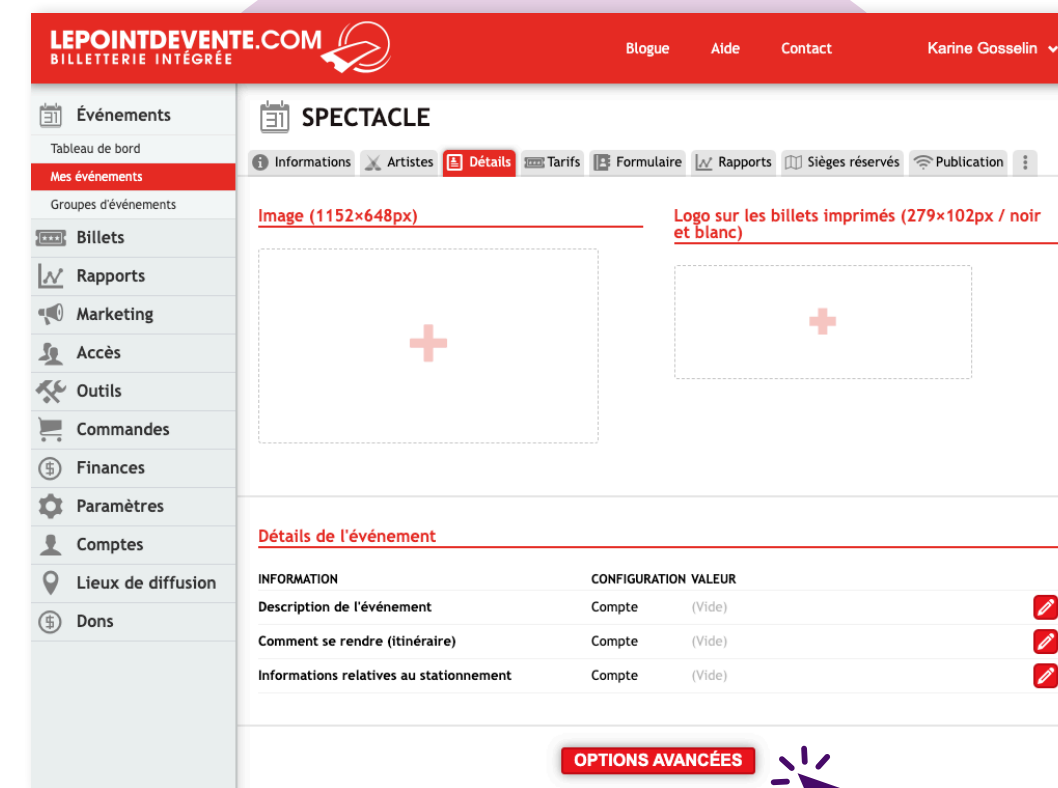 LEPOINTDEVENTE.COM
BILLETTERIE INTÉGRÉE
Blogue Aide Contact Karine Gosselin
31 Événements
Tableau de bord
Mes événements
Groupes d'événements
Billets
Rapports
Marketing
Accès
Outils
Commandes
$ Finances
Paramètres
Comptes
Lieux de diffusion
$ Dons
31 SPECTACLE
Informations Artistes Détails Tarifs Formulaire Rapports Sièges réservés Publication
Image (1152×648px)
Logo sur les billets imprimés (279×102px / noir
et blanc)
Détails de l'événement
INFORMATION CONFIGURATION VALEUR
Description de l'événement Compte (Vide)
Comment se rendre (itinéraire) Compte (Vide)
Informations relatives au stationnement Compte (Vide)
OPTIONS AVANCÉES